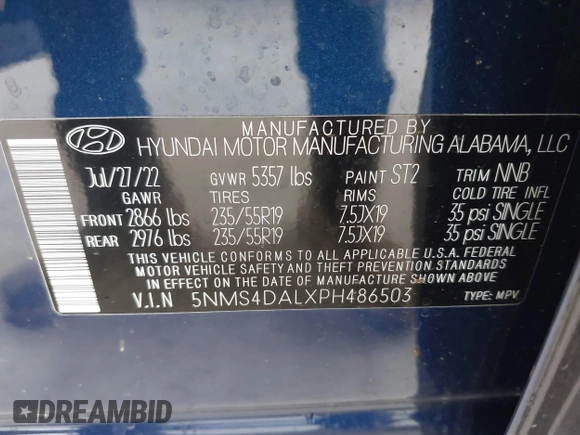 MANUFACTURED BY
HYUNDAI MOTOR MANUFACTURING ALABAMA, LLC
Jul/27/22 GVWR 5357 lbs PAINT ST2 TRIM NNB
GAWR TIRES RIMS COLD TIRE INFL
FRONT 2866 lbs 235/55R19 7.5JX19 35 psi SINGLE
REAR 2976 lbs 235/55R19 7.5JX19 35 psi SINGLE
THIS VEHICLE CONFORMS TO ALL APPLICABLE U.S.A. FEDERAL
MOTOR VEHICLE SAFETY AND THEFT PREVENTION STANDARDS
IN EFFECT ON THE DATE OF MANUFACTURE SHOWN ABOVE
V.I.N 5NMS4DALXPH486503 TYPE: MPV
DREAMBID